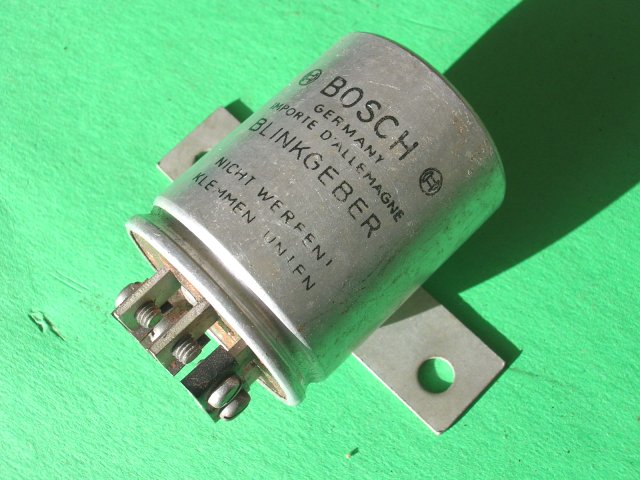 BOSCH
GERMANY
IMPORTE D'ALLEMAGNE
BLINKGEBER
NICHT WERFEN!
KLEMMEN UNTEN